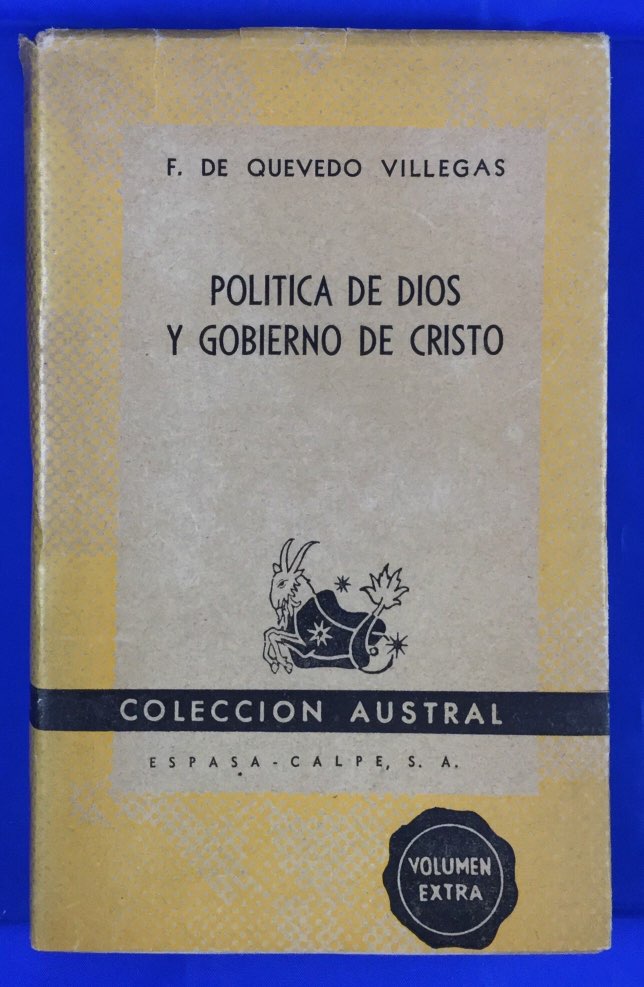 F. DE QUEVEDO VILLEGAS
POLITICA DE DIOS
Y GOBIERNO DE CRISTO
COLECCION AUSTRAL
ESPASA-CALPE, S. A.
VOLUMEN
EXTRA